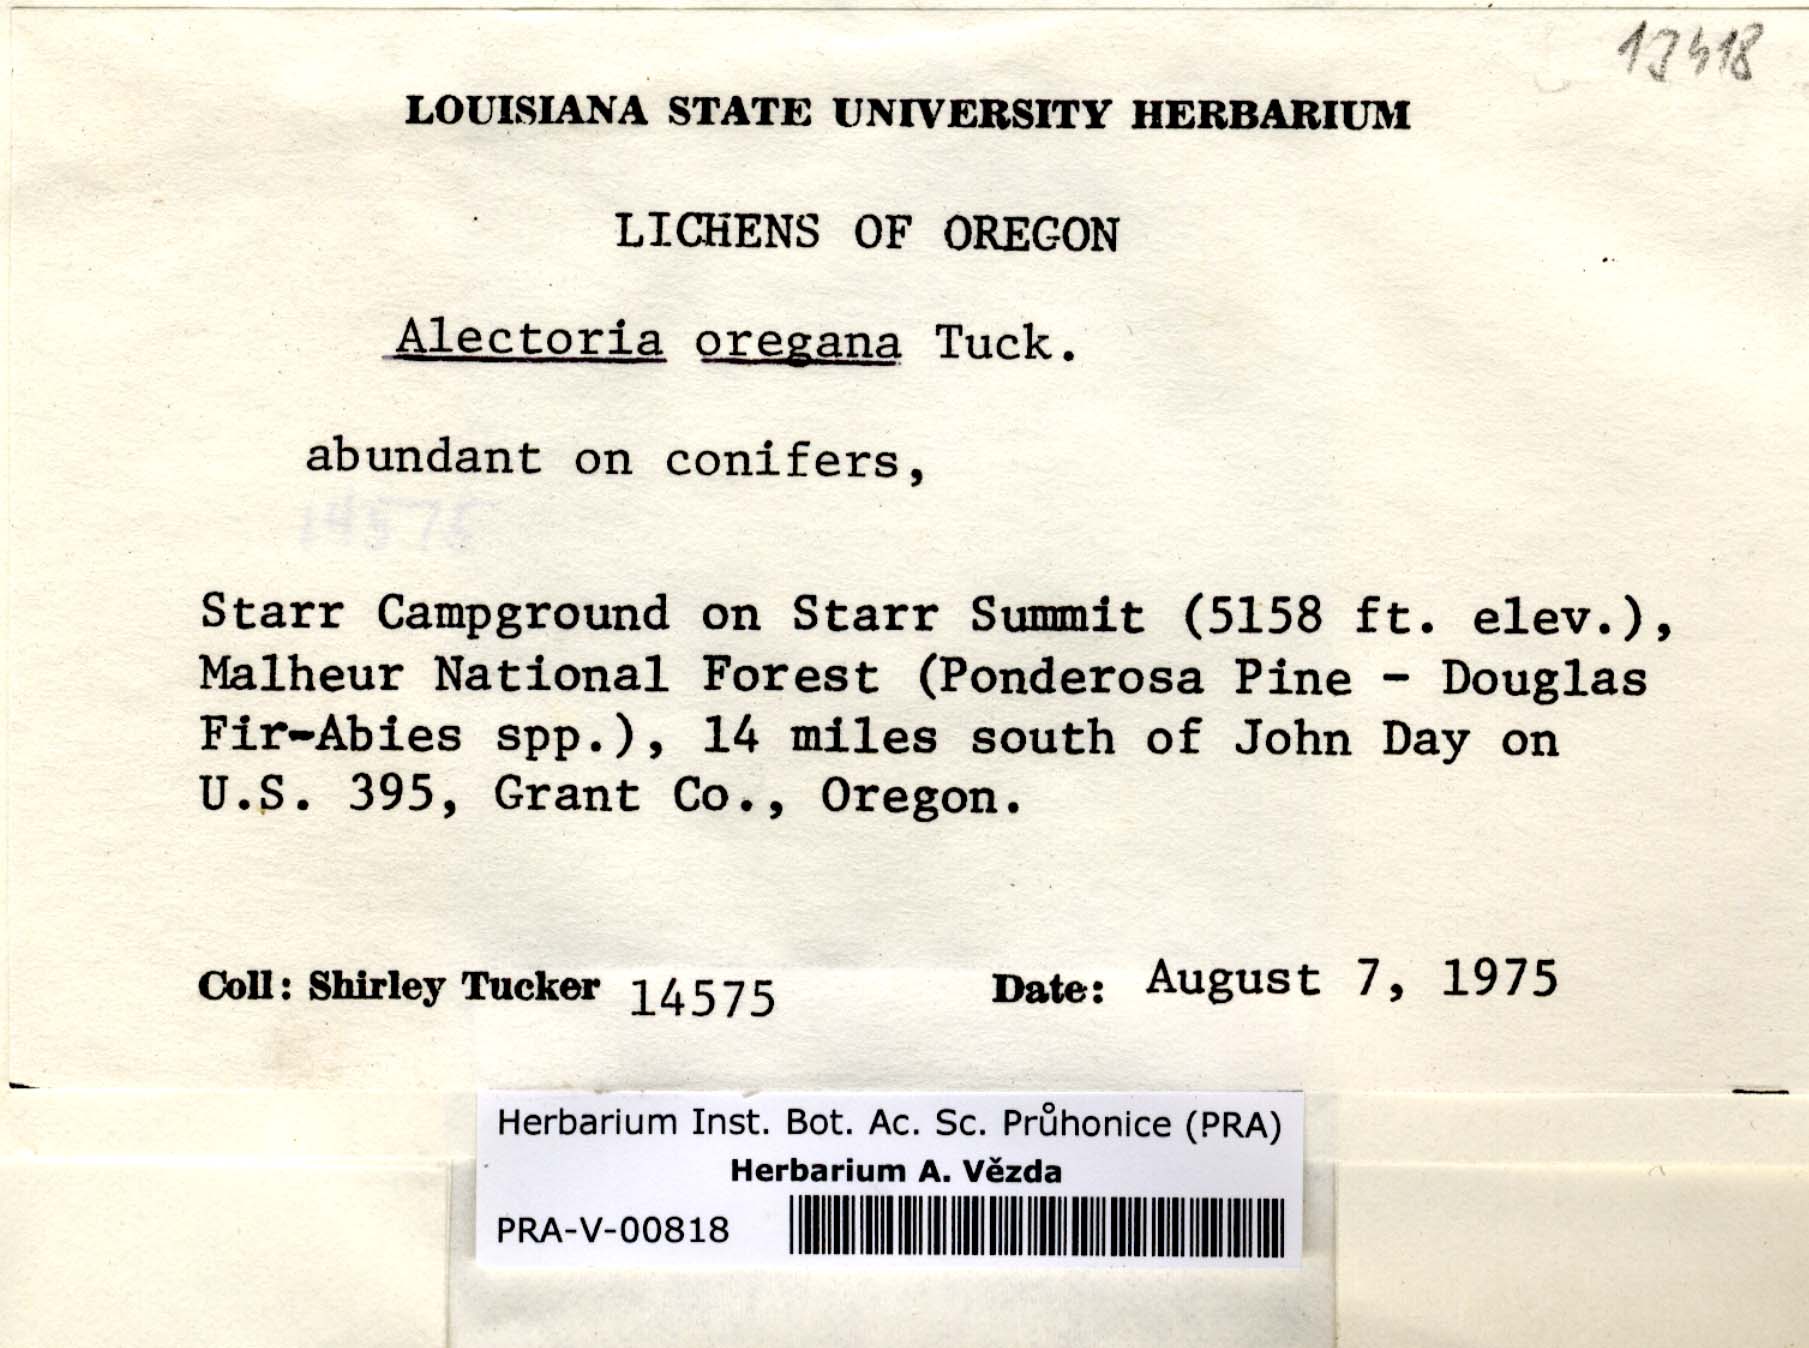 13418
LOUISIANA STATE UNIVERSITY HERBARIUM
LICHENS OF OREGON
Alectoria oregana Tuck.
abundant on conifers,
Starr Campground on Starr Summit (5158 ft. elev.),
Malheur National Forest (Ponderosa Pine - Douglas
Fir-Abies spp.), 14 miles south of John Day on
U.S. 395, Grant Co., Oregon.
Coll: Shirley Tucker 14575 Date: August 7, 1975
Herbarium Inst. Bot. Ac. Sc. Průhonice (PRA)
Herbarium A. Vězda
PRA-V-00818